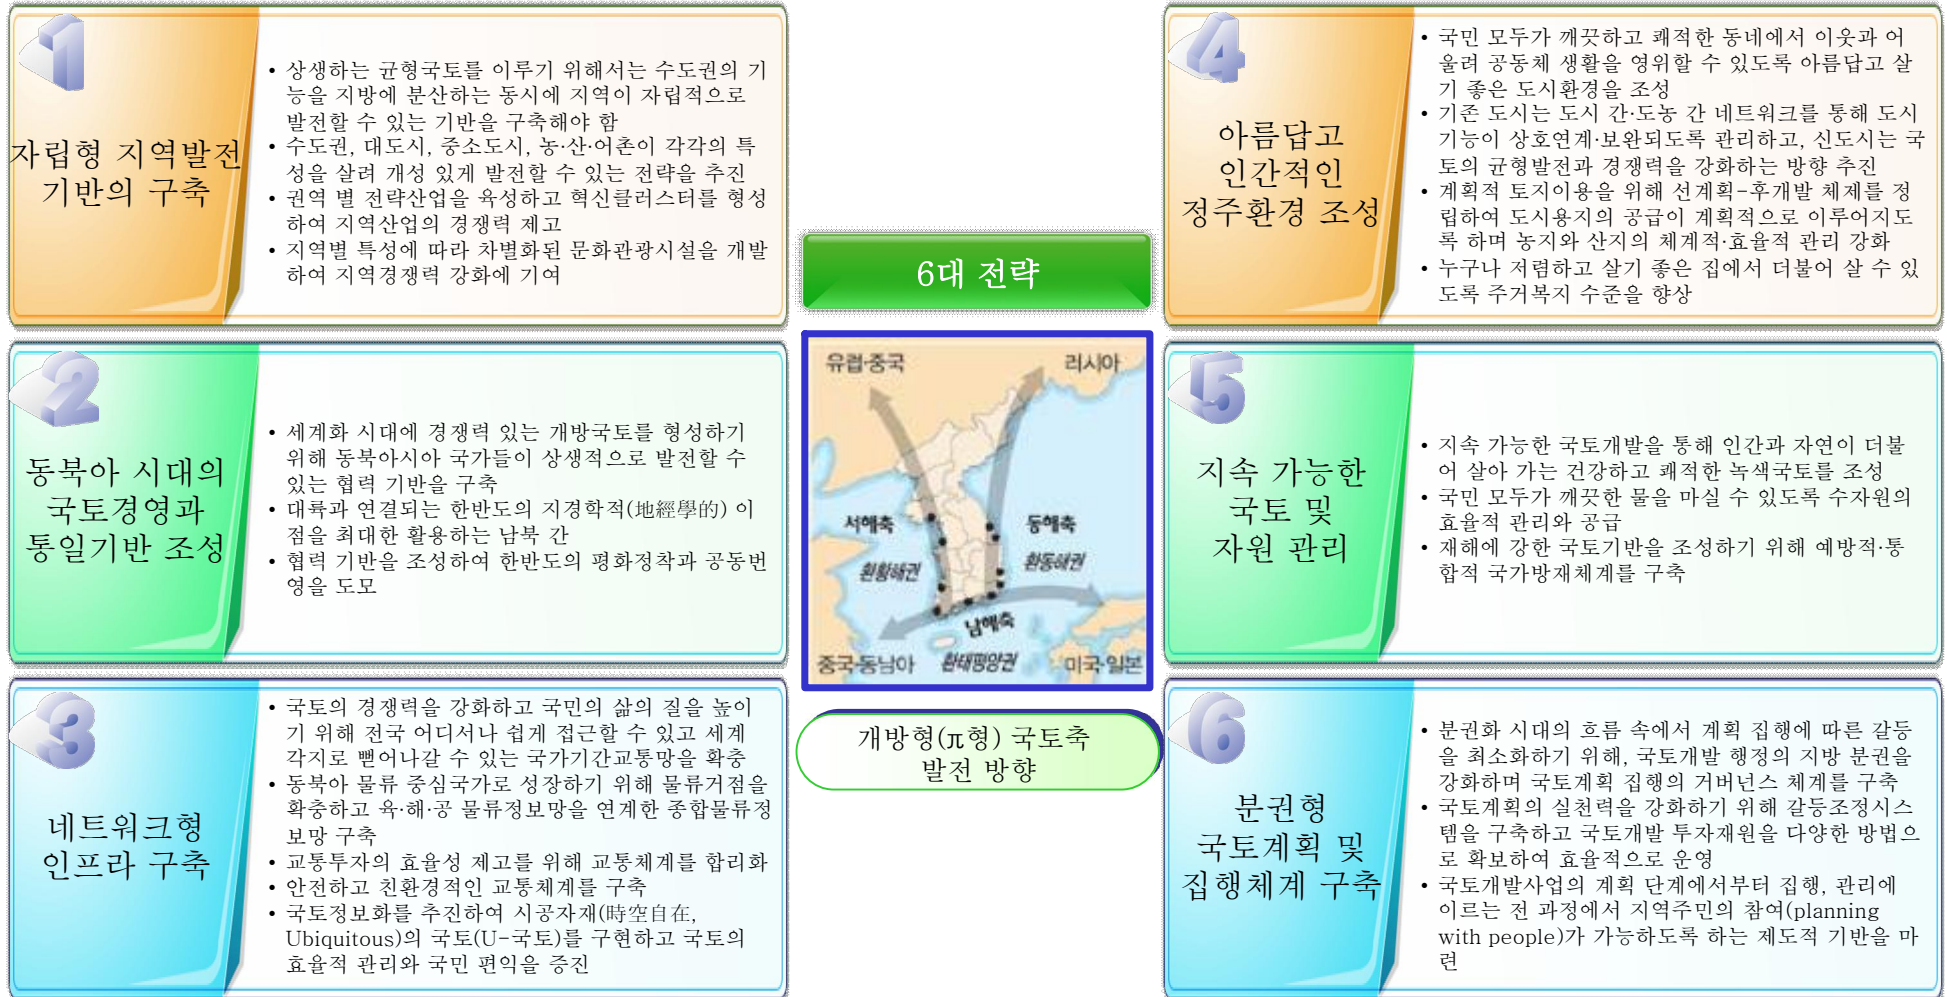 1
자립형 지역발전
기반의 구축
• 상생하는 균형국토를 이루기 위해서는 수도권의 기
능을 지방에 분산하는 동시에 지역이 자립적으로
발전할 수 있는 기반을 구축해야 함
• 수도권, 대도시, 중소도시, 농·산·어촌이 각각의 특
성을 살려 개성 있게 발전할 수 있는 전략을 추진
• 권역 별 전략산업을 육성하고 혁신클러스터를 형성
하여 지역산업의 경쟁력 제고
• 지역별 특성에 따라 차별화된 문화관광시설을 개발
하여 지역경쟁력 강화에 기여
2
동북아 시대의
국토경영과
통일기반 조성
• 세계화 시대에 경쟁력 있는 개방국토를 형성하기
위해 동북아시아 국가들이 상생적으로 발전할 수
있는 협력 기반을 구축
• 대륙과 연결되는 한반도의 지경학적(地經學的) 이
점을 최대한 활용하는 남북 간
• 협력 기반을 조성하여 한반도의 평화정착과 공동번
영을 도모
3
네트워크형
인프라 구축
• 국토의 경쟁력을 강화하고 국민의 삶의 질을 높이
기 위해 전국 어디서나 쉽게 접근할 수 있고 세계
각지로 뻗어나갈 수 있는 국가기간교통망을 확충
• 동북아 물류 중심국가로 성장하기 위해 물류거점을
확충하고 육·해·공 물류정보망을 연계한 종합물류정
보망 구축
• 교통투자의 효율성 제고를 위해 교통체계를 합리화
• 안전하고 친환경적인 교통체계를 구축
• 국토정보화를 추진하여 시공자재(時空自在,
Ubiquitous)의 국토(U-국토)를 구현하고 국토의
효율적 관리와 국민 편익을 증진
6대 전략
유럽·중국
러시아
서해축
동해축
환황해권
환동해권
남해축
중국·동남아
환태평양권
미국·일본
개방형(π형) 국토축
발전 방향
4
아름답고
인간적인
정주환경 조성
• 국민 모두가 깨끗하고 쾌적한 동네에서 이웃과 어
울려 공동체 생활을 영위할 수 있도록 아름답고 살
기 좋은 도시환경을 조성
• 기존 도시는 도시 간·도농 간 네트워크를 통해 도시
기능이 상호연계·보완되도록 관리하고, 신도시는 국
토의 균형발전과 경쟁력을 강화하는 방향 추진
• 계획적 토지이용을 위해 선계획-후개발 체제를 정
립하여 도시용지의 공급이 계획적으로 이루어지도
록 하며 농지와 산지의 체계적·효율적 관리 강화
• 누구나 저렴하고 살기 좋은 집에서 더불어 살 수 있
도록 주거복지 수준을 향상
5
지속 가능한
국토 및
자원 관리
• 지속 가능한 국토개발을 통해 인간과 자연이 더불
어 살아 가는 건강하고 쾌적한 녹색국토를 조성
• 국민 모두가 깨끗한 물을 마실 수 있도록 수자원의
효율적 관리와 공급
• 재해에 강한 국토기반을 조성하기 위해 예방적·통
합적 국가방재체계를 구축
6
분권형
국토계획 및
집행체계 구축
• 분권화 시대의 흐름 속에서 계획 집행에 따른 갈등
을 최소화하기 위해, 국토개발 행정의 지방 분권을
강화하며 국토계획 집행의 거버넌스 체계를 구축
• 국토계획의 실천력을 강화하기 위해 갈등조정시스
템을 구축하고 국토개발 투자재원을 다양한 방법으
로 확보하여 효율적으로 운영
• 국토개발사업의 계획 단계에서부터 집행, 관리에
이르는 전 과정에서 지역주민의 참여(planning
with people)가 가능하도록 하는 제도적 기반을 마
련